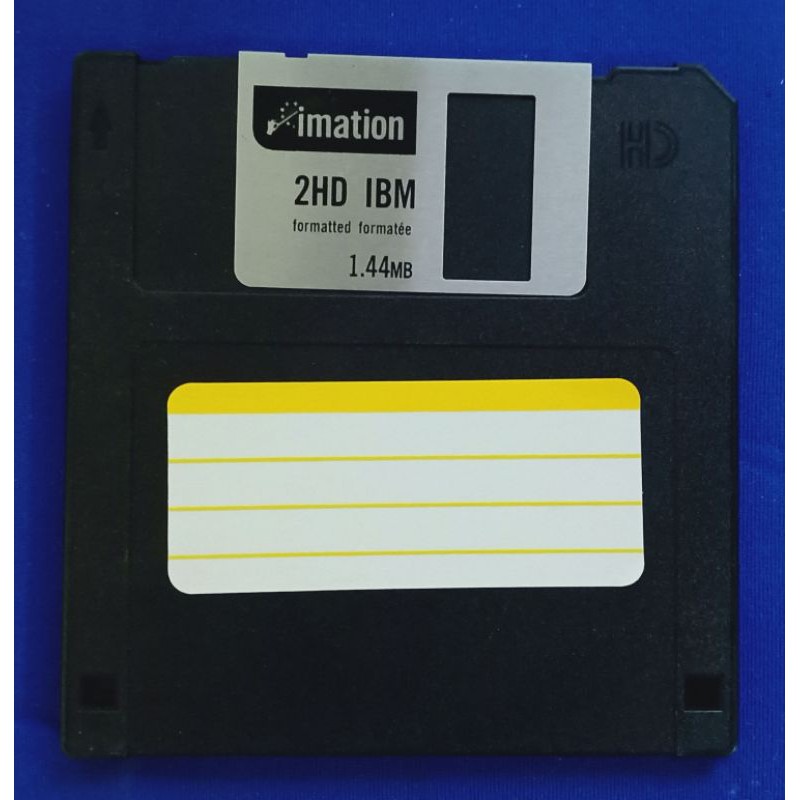 imation
HD
2HD IBM
formatted formatée
1.44MB